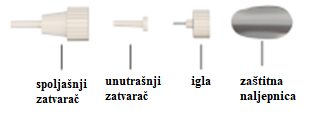 spoljašnji
zatvarač
unutrašnji
zatvarač
igla
zaštitna
naljepnica